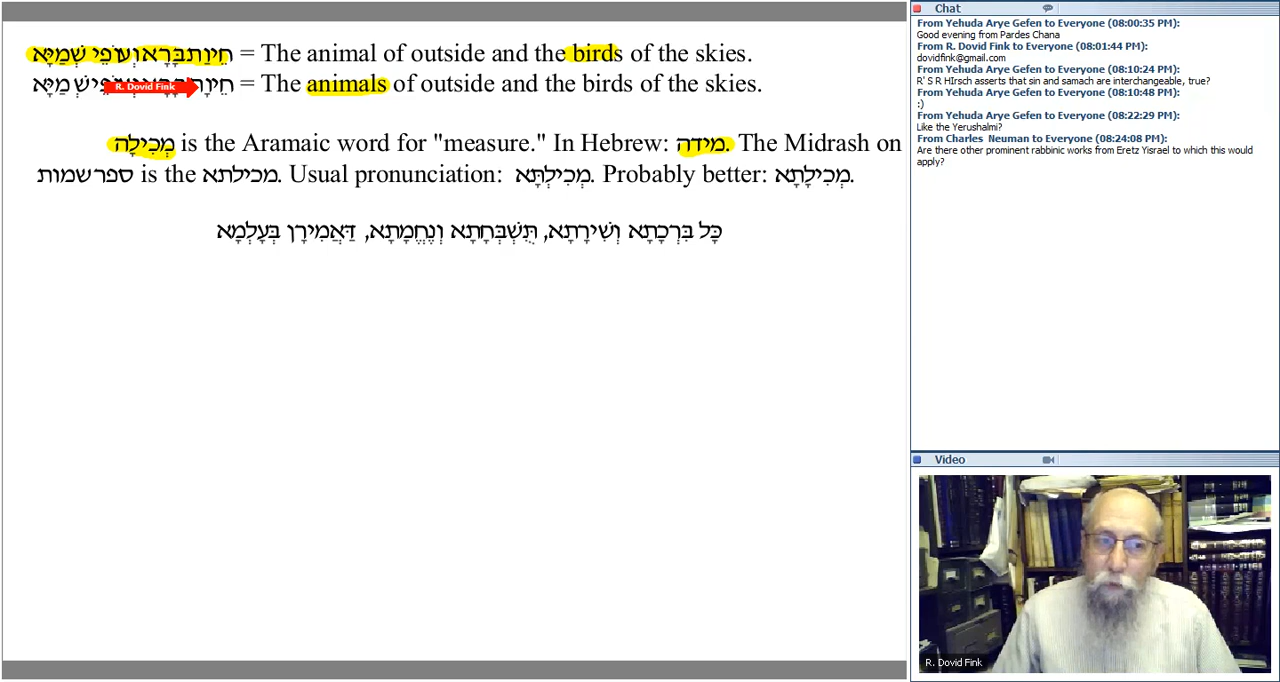 חֵיוַת בָּרָא וְעוֹפֵי שְׁמַיָּא = The animal of outside and the birds of the skies.
חֵיוָת = The animals of outside and the birds of the skies.
R. Dovid Fink
מְכִילָה is the Aramaic word for "measure." In Hebrew: מידה. The Midrash on
ספר שמות is the מכילתא. Usual pronunciation: מְכִילְתָּא. Probably better: מְכִילָתָא.
כָּל בִּרְכָתָא וְשִׁירָתָא, תֻּשְׁבְּחָתָא וְנֶחֱמָתָא, דַּאֲמִירָן בְּעָלְמָא
Chat
From Yehuda Arye Gefen to Everyone (08:00:35 PM):
Good evening from Pardes Chana
From R. Dovid Fink to Everyone (08:01:44 PM):
dovidfink@gmail.com
From Yehuda Arye Gefen to Everyone (08:10:24 PM):
R' S R HIrsch asserts that sin and samach are interchangeable, true?
From Yehuda Arye Gefen to Everyone (08:10:48 PM):
:)
From Yehuda Arye Gefen to Everyone (08:22:29 PM):
Like the Yerushalmi?
From Charles Neuman to Everyone (08:24:08 PM):
Are there other prominent rabbinic works from Eretz Yisrael to which this would
apply?
Video
R. Dovid Fink